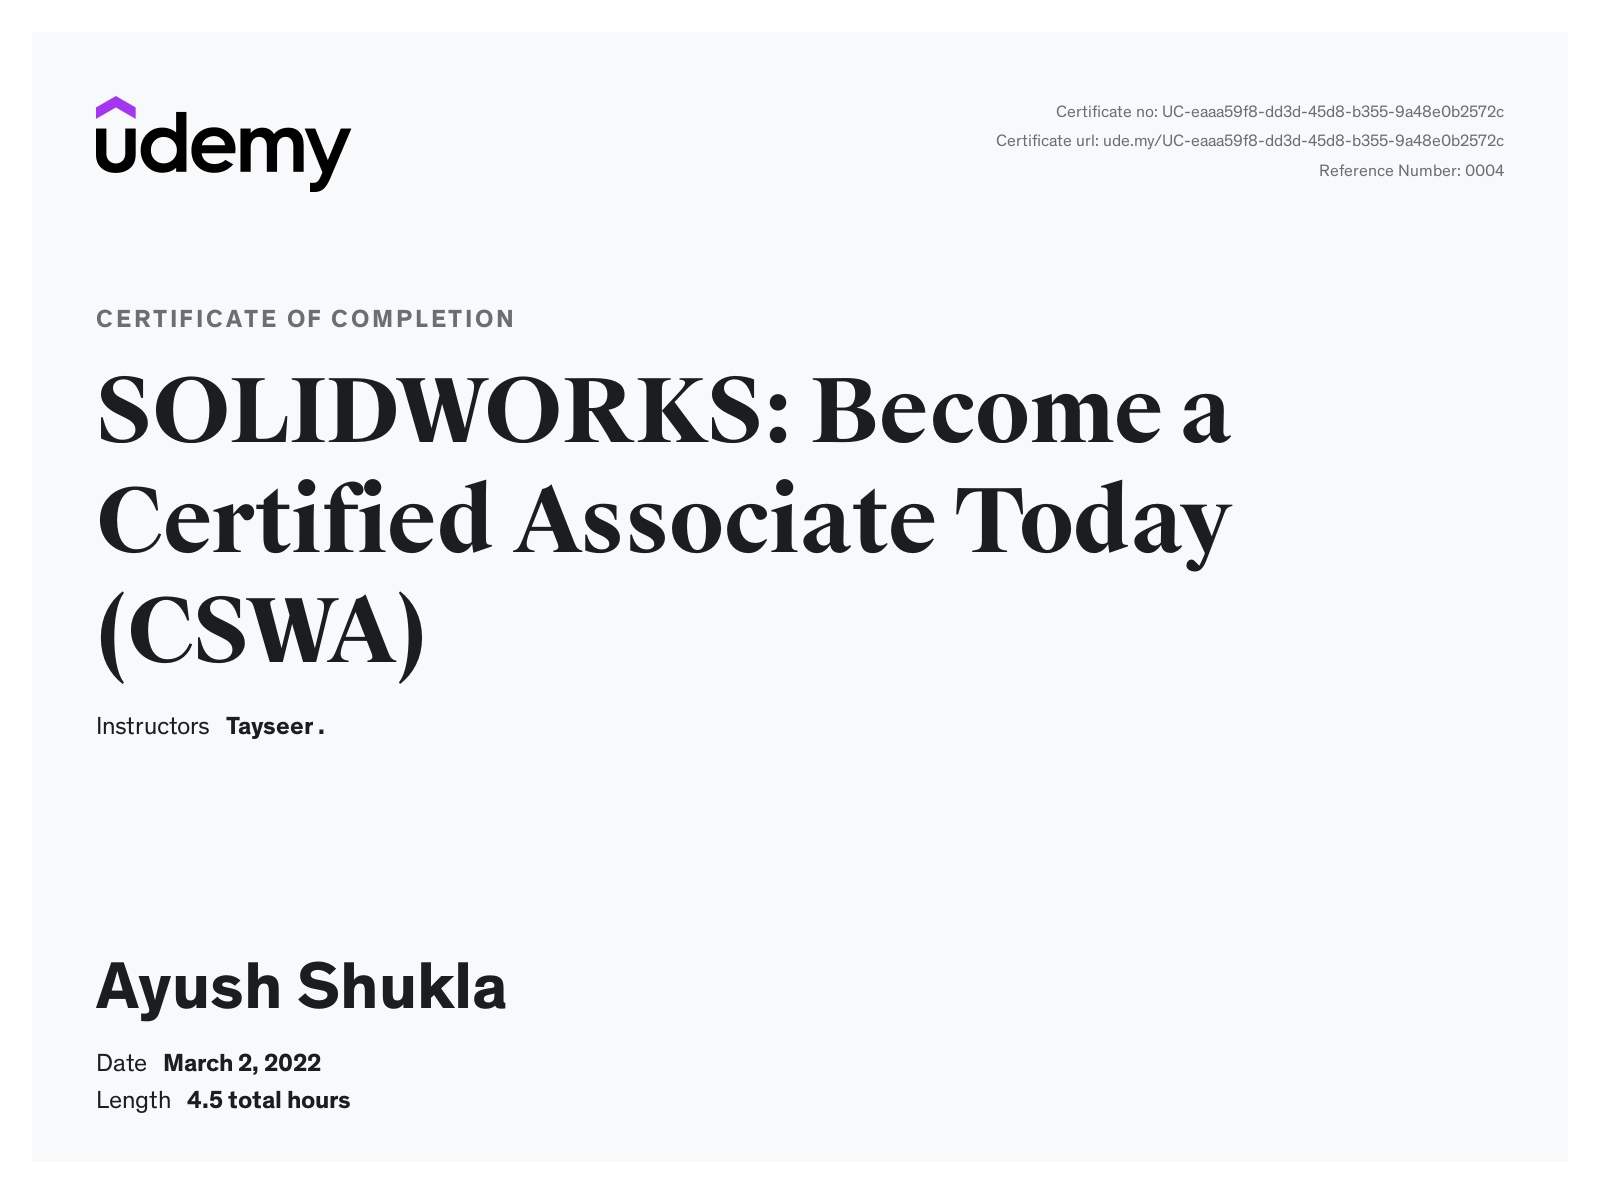 udemy
Certificate no: UC-eaaa59f8-dd3d-45d8-b355-9a48e0b2572c
Certificate url: ude.my/UC-eaaa59f8-dd3d-45d8-b355-9a48e0b2572c
Reference Number: 0004
CERTIFICATE OF COMPLETION
SOLIDWORKS: Become a
Certified Associate Today
(CSWA)
Instructors Tayseer .
Ayush Shukla
Date March 2, 2022
Length 4.5 total hours